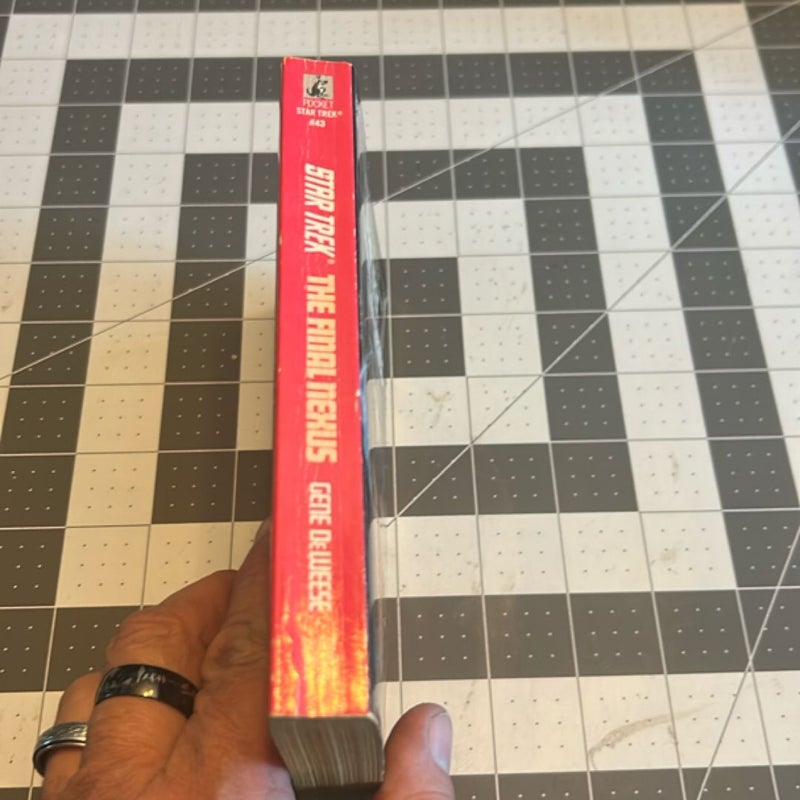 POCKET
STAR TREK®
#43
STAR TREK® THE FINAL NEXUS GENE DeWEESE